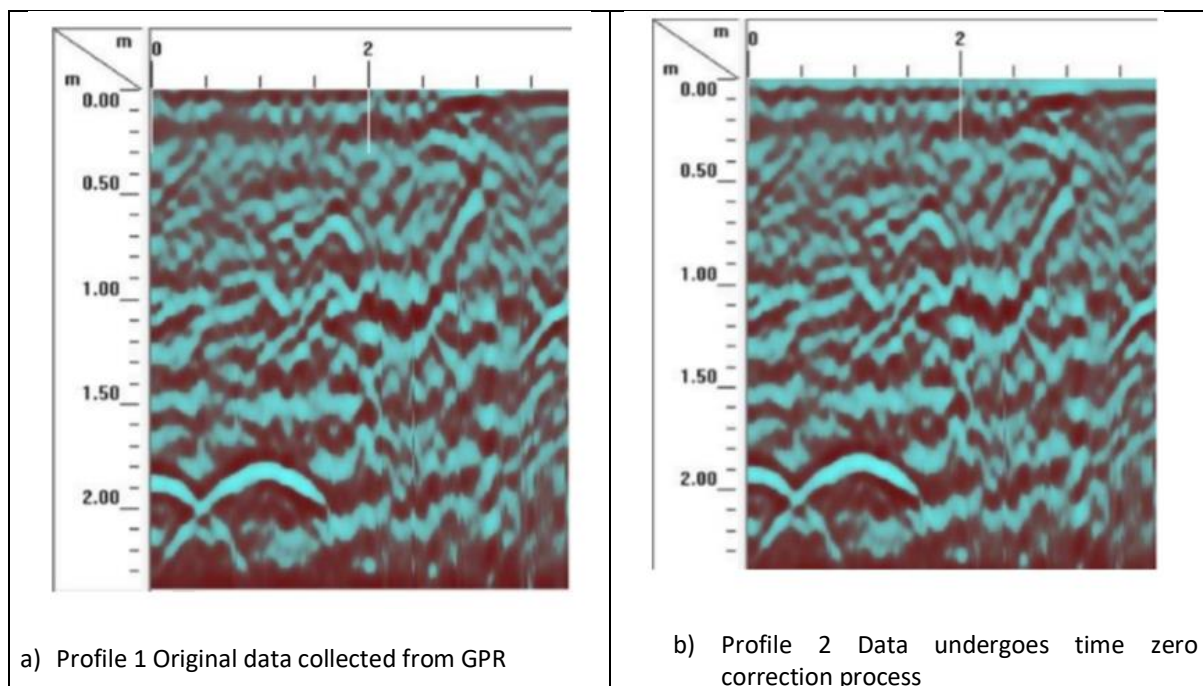 m
0
2
m
0.00
0.50
1.00
1.50
2.00
a) Profile 1 Original data collected from GPR
m
0
2
m
0.00
0.50
1.00
1.50
2.00
b) Profile 2 Data undergoes time zero
correction process